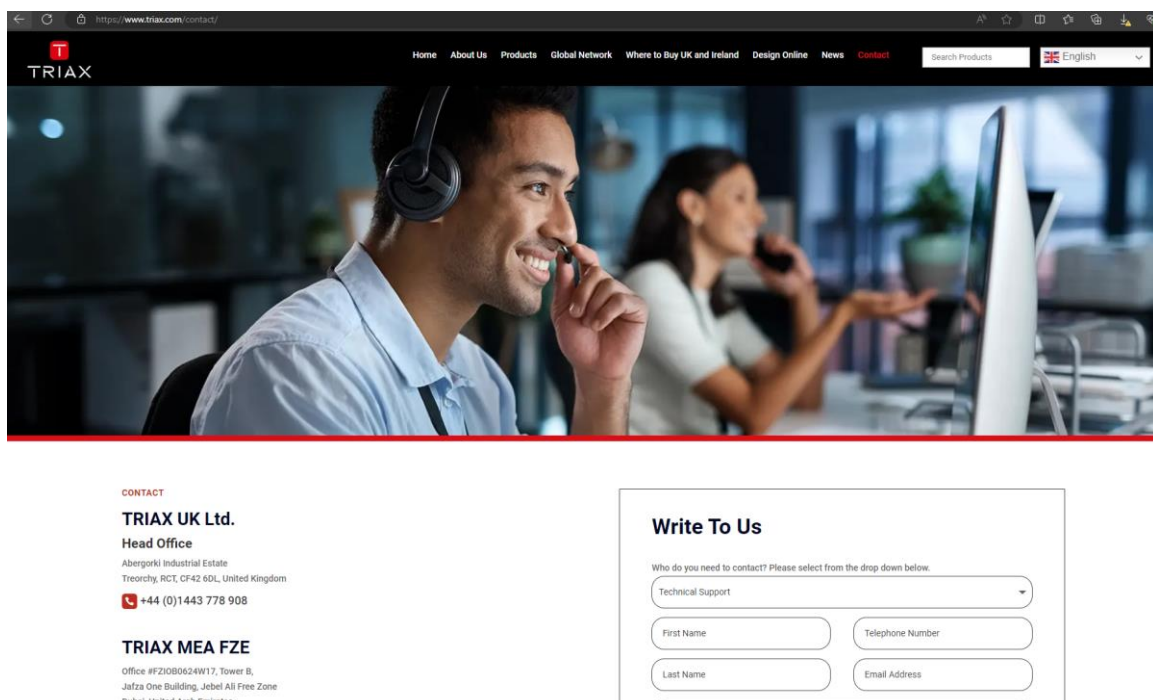 https://www.triax.com/contact/
TRIAX
Home About Us Products Global Network Where to Buy UK and Ireland Design Online News Contact
Search Products
English
CONTACT
TRIAX UK Ltd.
Head Office
Abergorki Industrial Estate
Treorchy, RCT, CF42 6DL, United Kingdom
+44 (0)1443 778 908
TRIAX MEA FZE
Office #FZIOB0624W17, Tower B,
Jafza One Building, Jebel Ali Free Zone
Dubai, United Arab Emirates
Write To Us
Who do you need to contact? Please select from the drop down below.
Technical Support
First Name
Telephone Number
Last Name
Email Address